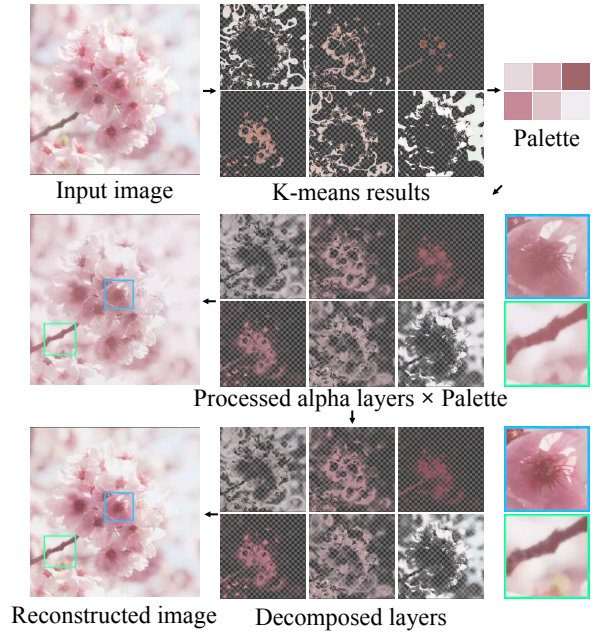 Input image
K-means results
Palette
Processed alpha layers × Palette
Reconstructed image
Decomposed layers